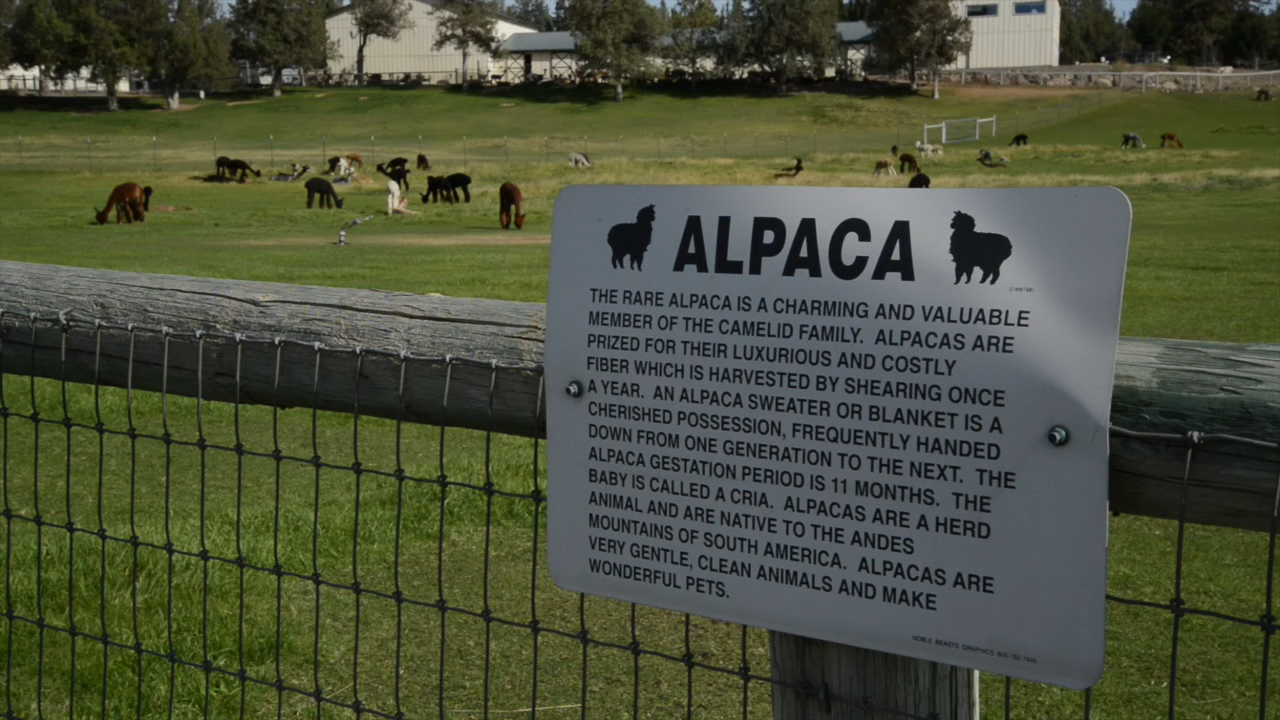 ALPACA
THE RARE ALPACA IS A CHARMING AND VALUABLE
MEMBER OF THE CAMELID FAMILY. ALPACAS ARE
PRIZED FOR THEIR LUXURIOUS AND COSTLY
FIBER WHICH IS HARVESTED BY SHEARING ONCE
A YEAR. AN ALPACA SWEATER OR BLANKET IS A
CHERISHED POSSESSION, FREQUENTLY HANDED
DOWN FROM ONE GENERATION TO THE NEXT. THE
ALPACA GESTATION PERIOD IS 11 MONTHS. THE
BABY IS CALLED A CRIA. ALPACAS ARE A HERD
ANIMAL AND ARE NATIVE TO THE ANDES
MOUNTAINS OF SOUTH AMERICA. ALPACAS ARE
VERY GENTLE, CLEAN ANIMALS AND MAKE
WONDERFUL PETS.
NOBLE BEASTS GRAPHICS